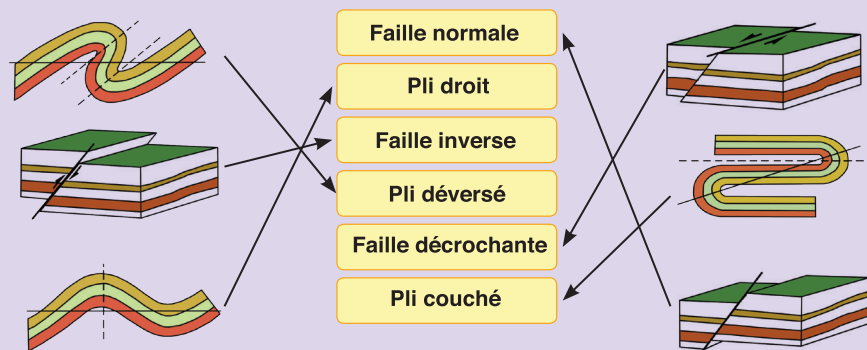 Faille normale
Pli droit
Faille inverse
Pli déversé
Faille décrochante
Pli couché